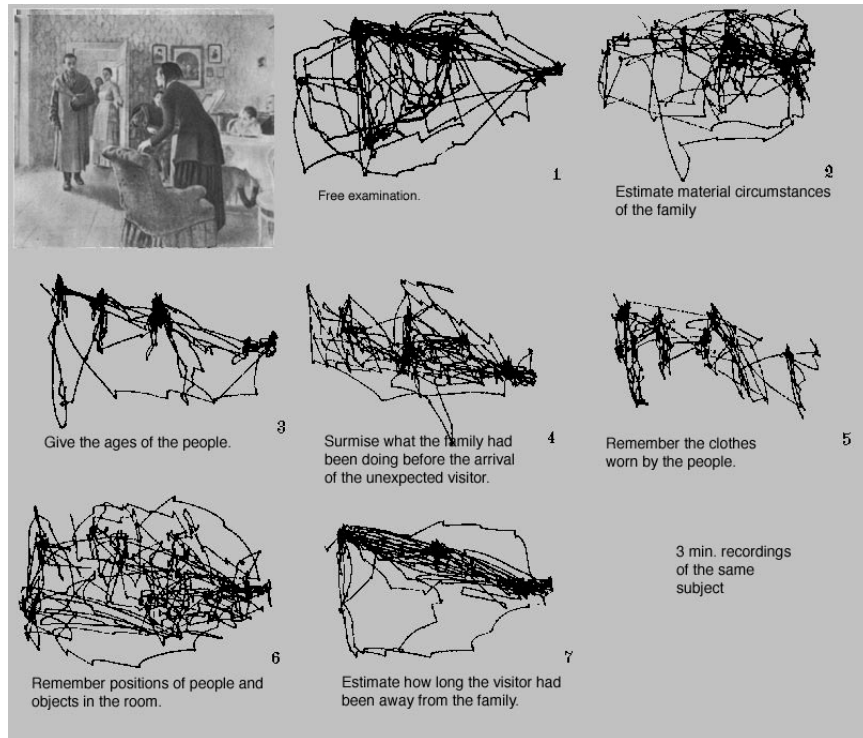 1
Free examination.
2
Estimate material circumstances
of the family
3
Give the ages of the people.
4
Surmise what the family had
been doing before the arrival
of the unexpected visitor.
5
Remember the clothes
worn by the people.
6
Remember positions of people and
objects in the room.
7
Estimate how long the visitor had
been away from the family.
3 min. recordings
of the same
subject